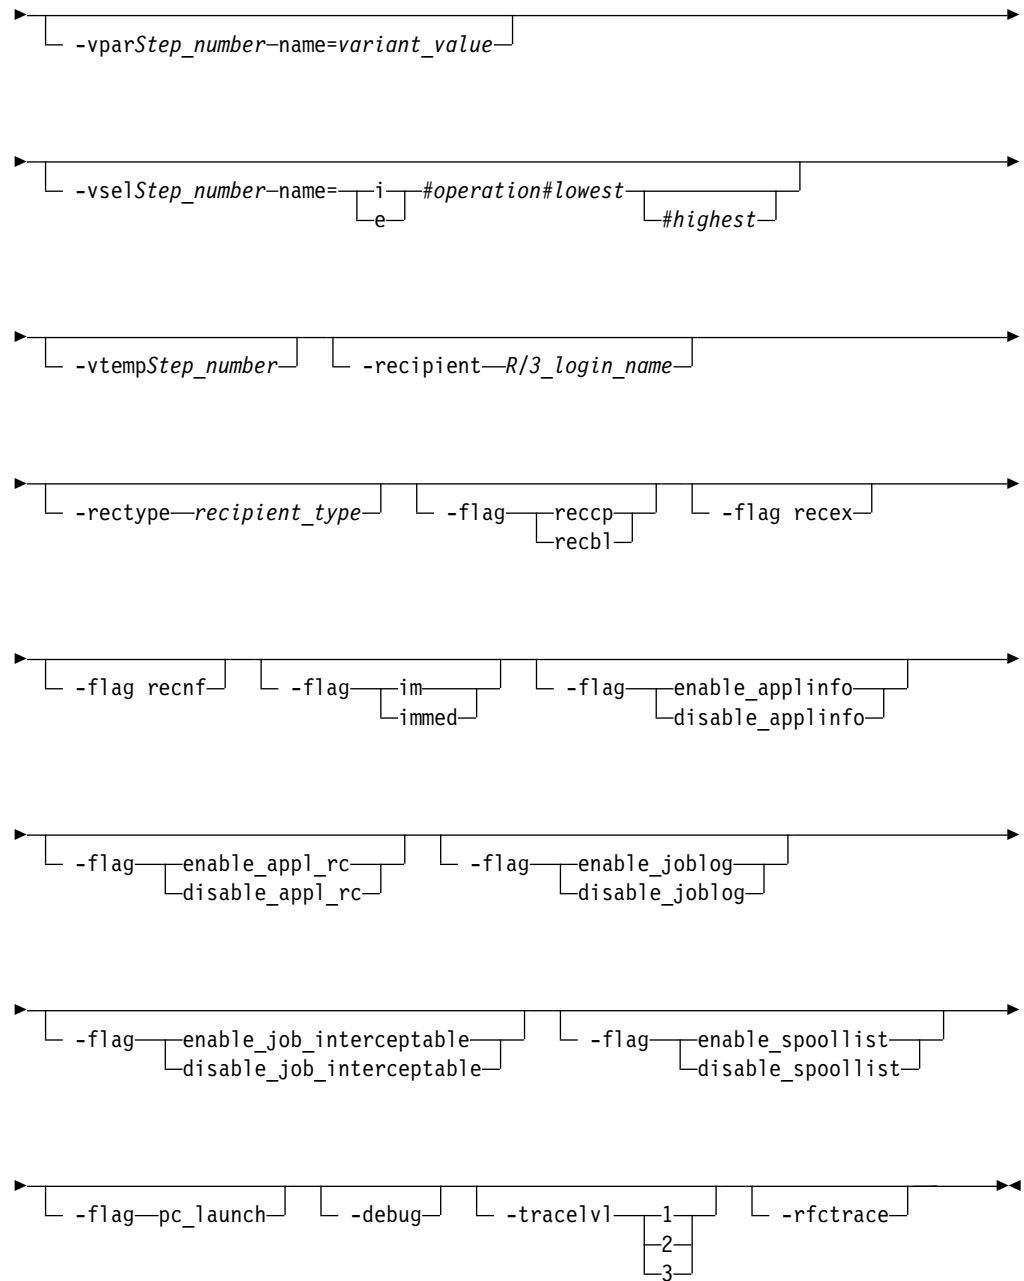 -vparStep_number name=variant_value
-vselStep_number name= i #operation#lowest
e #highest
-vtempStep_number -recipient R/3_login_name
-rectype recipient_type -flag reccp -flag recex
recbl
-flag recnf -flag im -flag enable_applinfo
immed disable_applinfo
-flag enable_appl_rc -flag enable_joblog
disable_appl_rc disable_joblog
-flag enable_job_interceptable -flag enable_spoollist
disable_job_interceptable disable_spoollist
-flag pc_launch -debug -tracelvl 1 -rfctrace
2
3